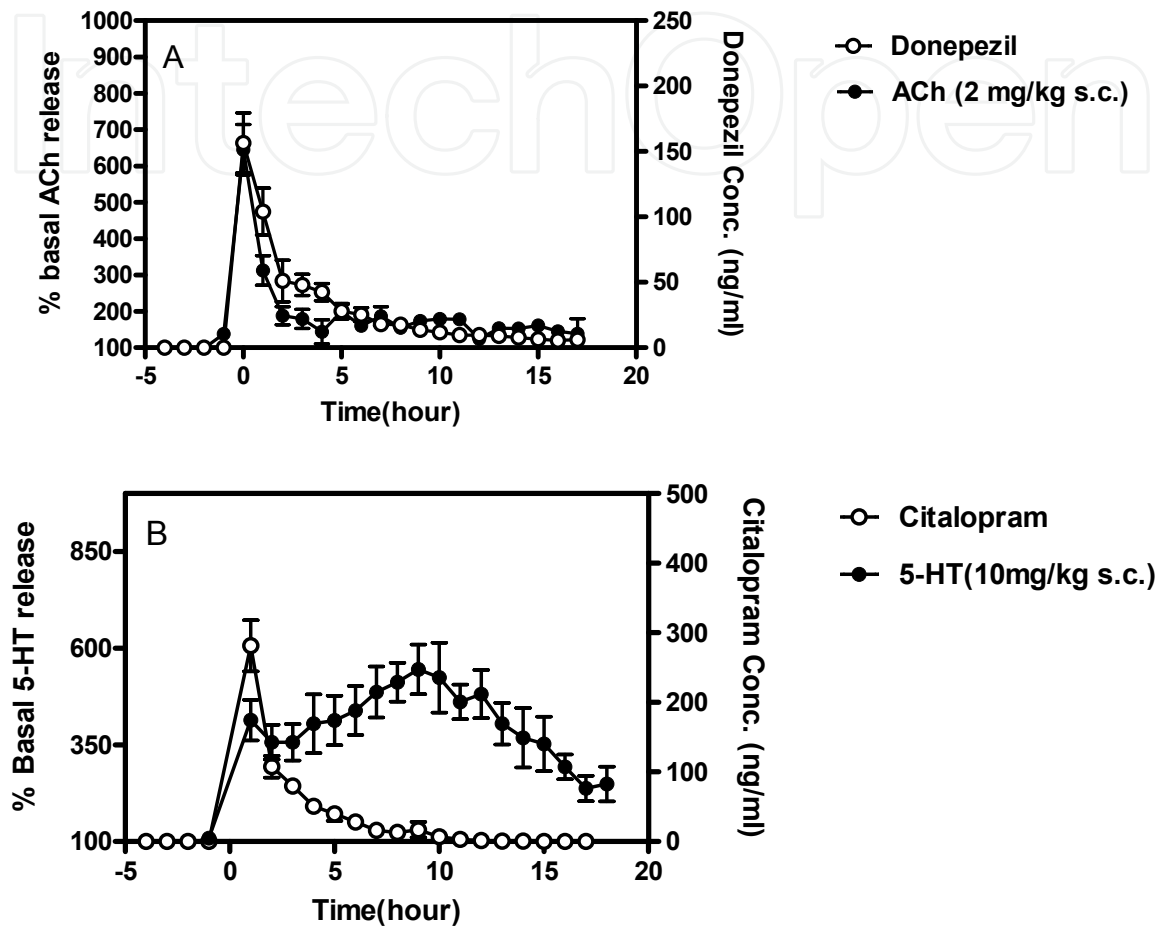 IntechOpen
A
1000
900
800
700
600
500
400
300
200
100
% basal ACh release
250
200
150
100
50
0
Donepezil Conc. (ng/ml)
-5 0 5 10 15 20
Time(hour)
Donepezil
ACh (2 mg/kg s.c.)
B
850
600
350
100
% Basal 5-HT release
500
400
300
200
100
0
Citalopram Conc. (ng/ml)
-5 0 5 10 15 20
Time(hour)
Citalopram
5-HT(10mg/kg s.c.)